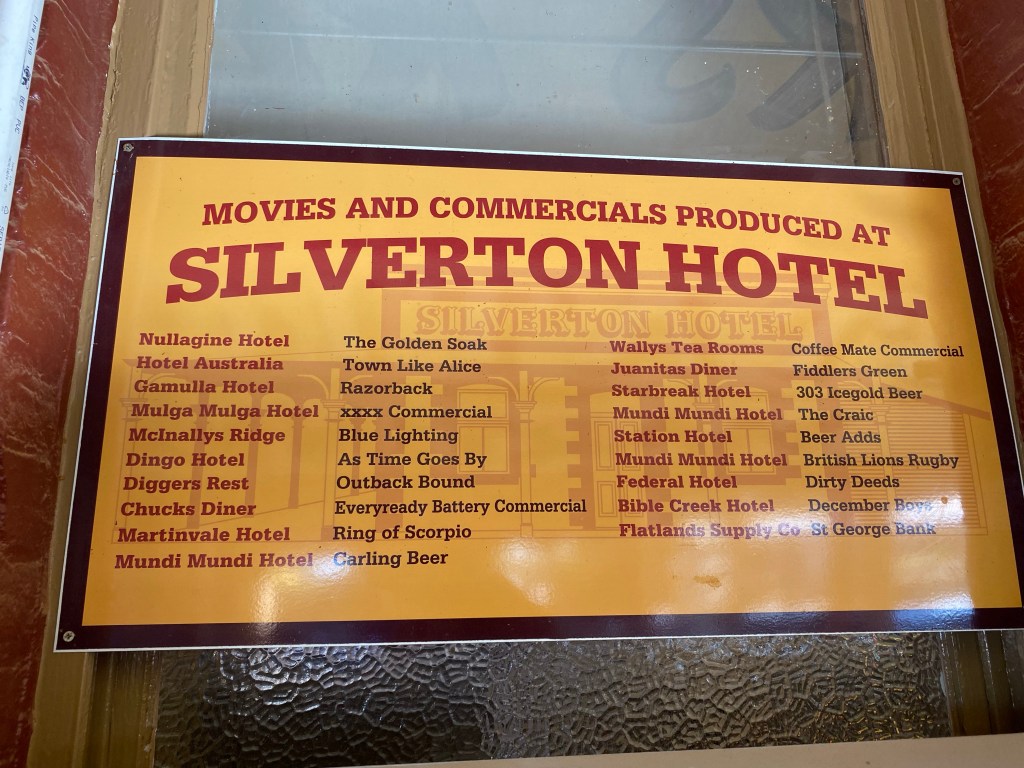 MOVIES AND COMMERCIALS PRODUCED AT
SILVERTON HOTEL
SILVERTON HOTEL
Nullagine Hotel The Golden Soak
Hotel Australia Town Like Alice
Gamulla Hotel Razorback
Mulga Mulga Hotel xxxx Commercial
McInallys Ridge Blue Lighting
Dingo Hotel As Time Goes By
Diggers Rest Outback Bound
Chucks Diner Everyready Battery Commercial
Martinvale Hotel Ring of Scorpio
Mundi Mundi Hotel Carling Beer
Wallys Tea Rooms Coffee Mate Commercial
Juanitas Diner Fiddlers Green
Starbreak Hotel 303 Icegold Beer
Mundi Mundi Hotel The Craic
Station Hotel Beer Adds
Mundi Mundi Hotel British Lions Rugby
Federal Hotel Dirty Deeds
Bible Creek Hotel December Boys
Flatlands Supply Co St George Bank